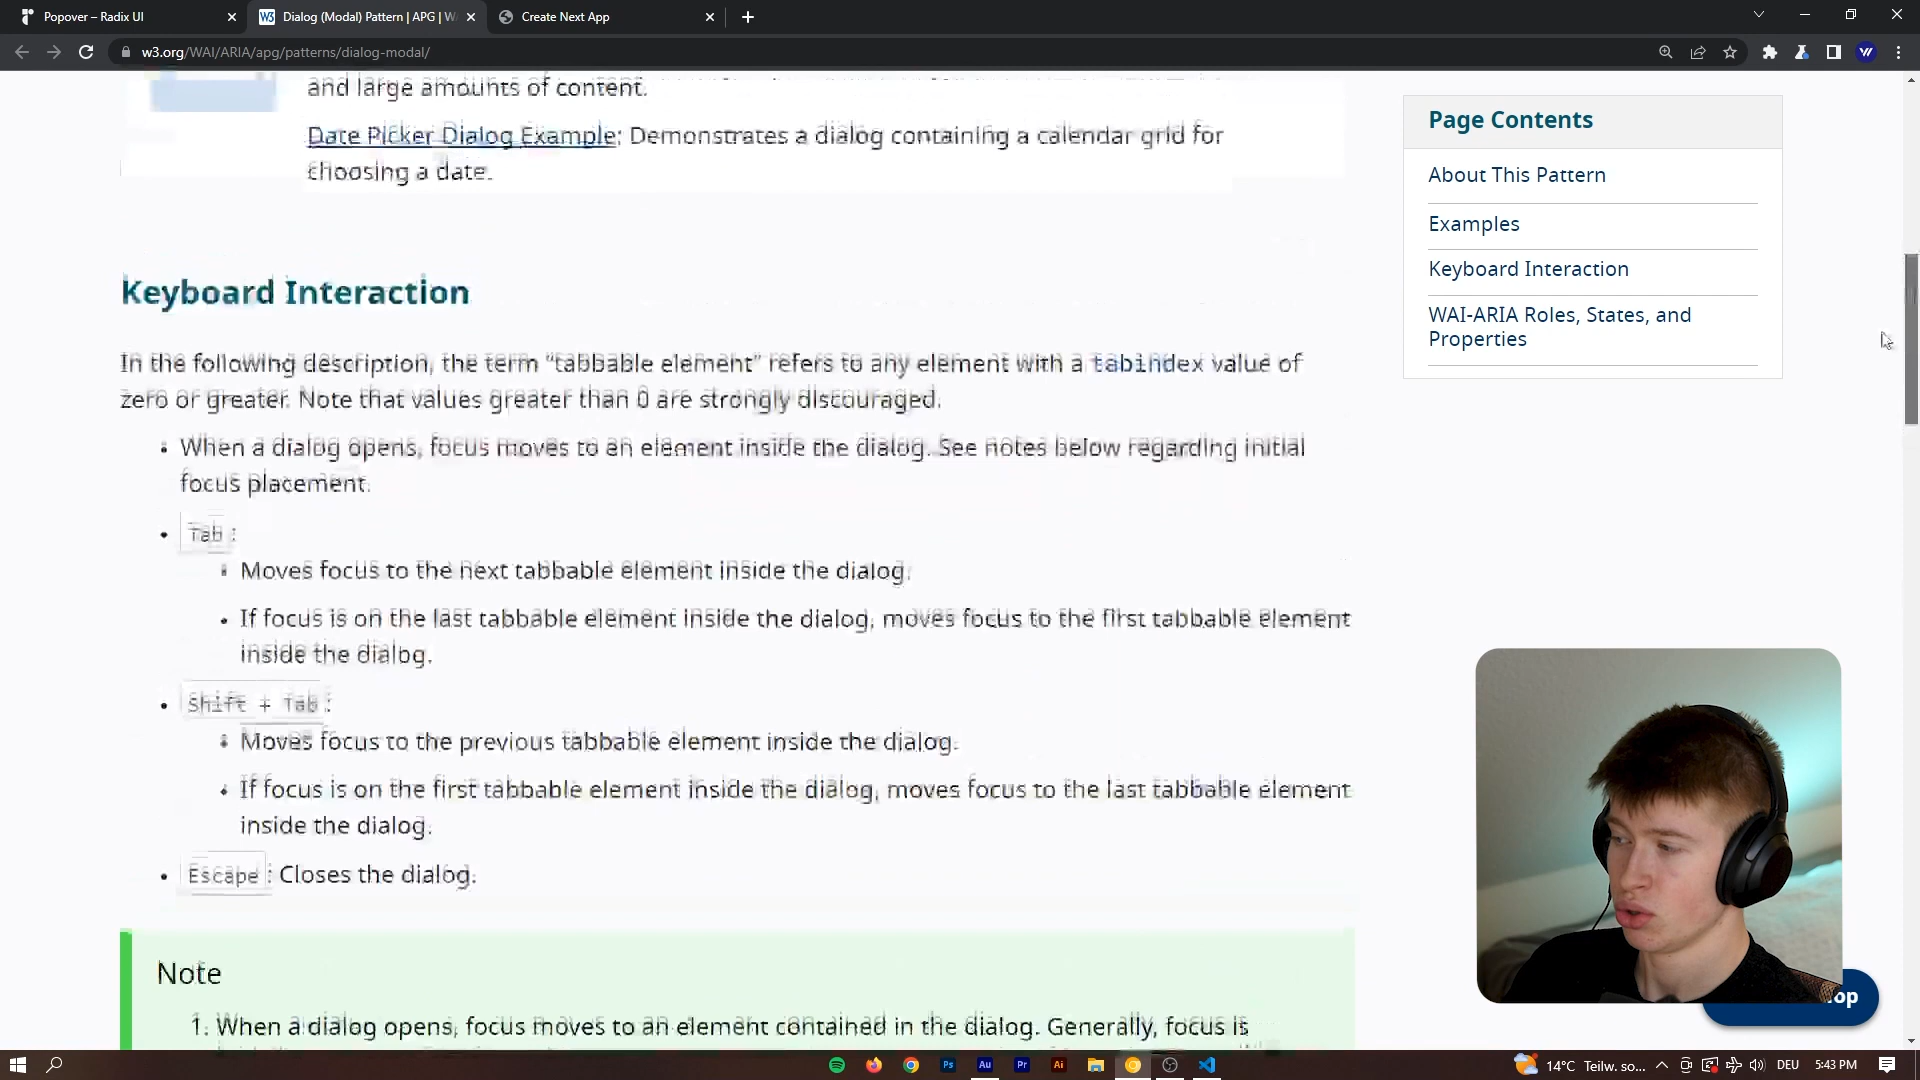 Popover – Radix UI
Dialog (Modal) Pattern | APG | W
Create Next App
w3.org/WAI/ARIA/apg/patterns/dialog-modal/
and large amounts of content.
Date Picker Dialog Example: Demonstrates a dialog containing a calendar grid for
choosing a date.
Keyboard Interaction
In the following description, the term “tabbable element” refers to any element with a tabindex value of
zero or greater. Note that values greater than 0 are strongly discouraged.
When a dialog opens, focus moves to an element inside the dialog. See notes below regarding initial
focus placement.
Tab :
Moves focus to the next tabbable element inside the dialog.
If focus is on the last tabbable element inside the dialog, moves focus to the first tabbable element
inside the dialog.
Shift + Tab :
Moves focus to the previous tabbable element inside the dialog.
If focus is on the first tabbable element inside the dialog, moves focus to the last tabbable element
inside the dialog.
Escape : Closes the dialog.
Note
1. When a dialog opens, focus moves to an element contained in the dialog. Generally, focus is
Page Contents
About This Pattern
Examples
Keyboard Interaction
WAI-ARIA Roles, States, and
Properties
op
Ps
Au
Pr
Ai
14°C Teilw. so...
DEU
5:43 PM